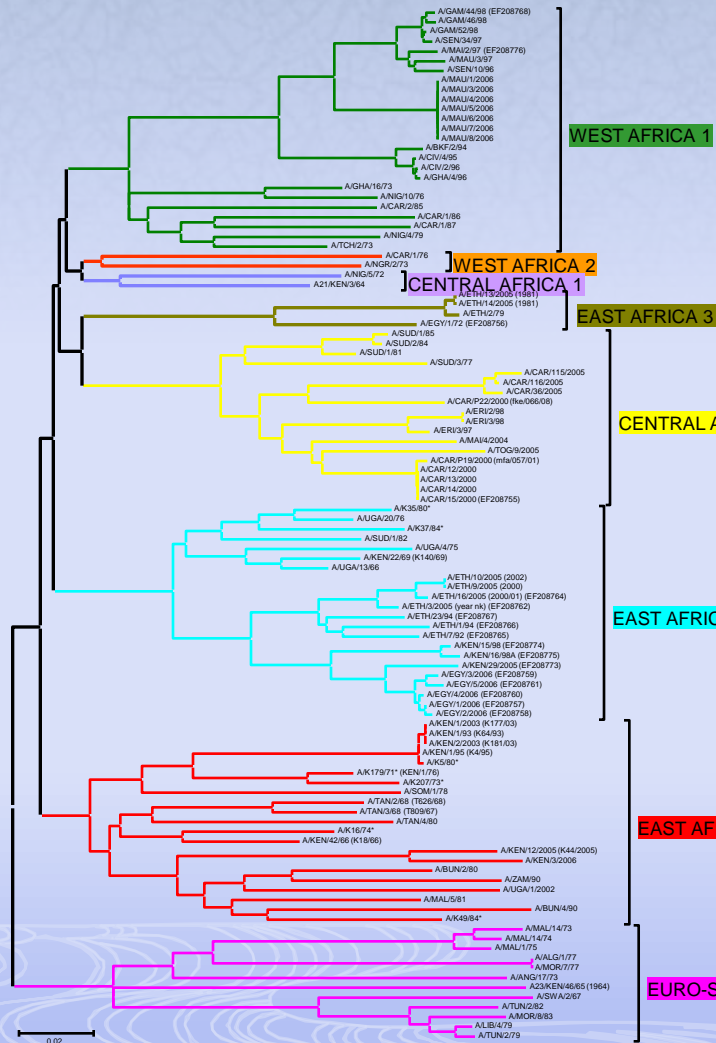 A/GAM/44/98 (EF208768)
A/GAM/46/98
A/GAM/52/98
A/SEN/34/97
A/MAI/2/97 (EF208776)
A/MAU/3/97
A/SEN/10/96
A/MAU/1/2006
A/MAU/3/2006
A/MAU/4/2006
A/MAU/5/2006
A/MAU/6/2006
A/MAU/7/2006
A/MAU/8/2006
WEST AFRICA 1
A/BKF/2/94
A/CIV/4/95
A/CIV/2/96
A/GHA/4/96
A/GHA/16/73
A/NIG/10/76
A/CAR/2/85
A/CAR/1/86
A/CAR/1/87
A/NIG/4/79
A/TCH/2/73
A/CAR/1/76
A/NGR/2/73
WEST AFRICA 2
A/NIG/5/72
A21/KEN/3/64
CENTRAL AFRICA 1
A/ETH/13/2005 (1981)
A/ETH/14/2005 (1981)
A/ETH/2/79
A/EGY/1/72 (EF208756)
EAST AFRICA 3
A/SUD/1/85
A/SUD/2/84
A/SUD/1/81
A/SUD/3/77
A/CAR/115/2005
A/CAR/116/2005
A/CAR/36/2005
A/CAR/P22/2000 (fke/066/08)
A/ERI/2/98
A/ERI/3/98
A/ERI/3/97
CENTRAL A
A/MAI/4/2004
A/TOG/9/2005
A/CAR/P19/2000 (mfa/057/01)
A/CAR/12/2000
A/CAR/13/2000
A/CAR/14/2000
A/CAR/15/2000 (EF208755)
A/K35/80*
A/UGA/20/76
A/K37/84*
A/SUD/1/82
A/UGA/4/75
A/KEN/22/69 (K140/69)
A/UGA/13/66
A/ETH/10/2005 (2002)
A/ETH/9/2005 (2000)
A/ETH/16/2005 (2000/01) (EF208764)
A/ETH/3/2005 (year nk) (EF208762)
A/ETH/23/94 (EF208767)
A/ETH/1/94 (EF208766)
A/ETH/7/92 (EF208765)
EAST AFRIC
A/KEN/15/98 (EF208774)
A/KEN/16/98A (EF208775)
A/KEN/29/2005 (EF208773)
A/EGY/3/2006 (EF208759)
A/EGY/5/2006 (EF208761)
A/EGY/4/2006 (EF208760)
A/EGY/1/2006 (EF208757)
A/EGY/2/2006 (EF208758)
A/KEN/1/2003 (K177/03)
A/KEN/1/93 (K64/93)
A/KEN/2/2003 (K181/03)
A/KEN/1/95 (K4/95)
A/K5/80*
A/K179/71* (KEN/1/76)
A/K207/73*
A/SOM/1/78
A/TAN/2/68 (T626/68)
A/TAN/3/68 (T809/67)
A/TAN/4/80
A/K16/74*
A/KEN/42/66 (K18/66)
EAST AF
A/KEN/12/2005 (K44/2005)
A/KEN/3/2006
A/BUN/2/80
A/ZAM/90
A/UGA/1/2002
A/MAL/5/81
A/BUN/4/90
A/K49/84*
A/MAL/14/73
A/MAL/14/74
A/MAL/1/75
A/ALG/1/77
A/MOR/7/77
A/ANG/17/73
A23/KEN/46/65 (1964)
EURO-S
A/SWA/2/67
A/TUN/2/82
A/MOR/8/83
A/LIB/4/79
A/TUN/2/79
0.02